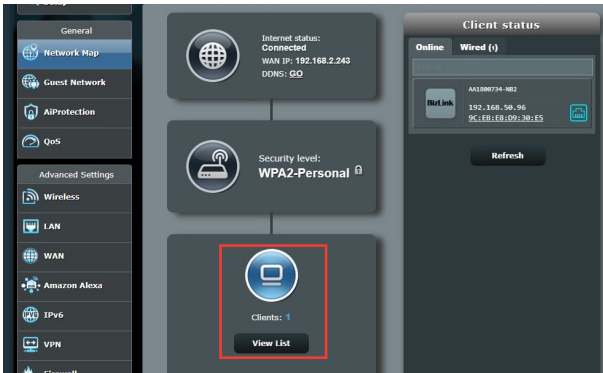 General
Network Map
Guest Network
AiProtection
QoS
Advanced Settings
Wireless
LAN
WAN
Amazon Alexa
IPv6
VPN
Internet status:
Connected
WAN IP: 192.168.2.243
DDNS: GO
Security level:
WPA2-Personal
Clients: 1
View List
Client status
Online Wired (1)
BizLink
AA1800734-NB2
192.168.50.96
9C:EB:E8:D9:30:E5
Refresh